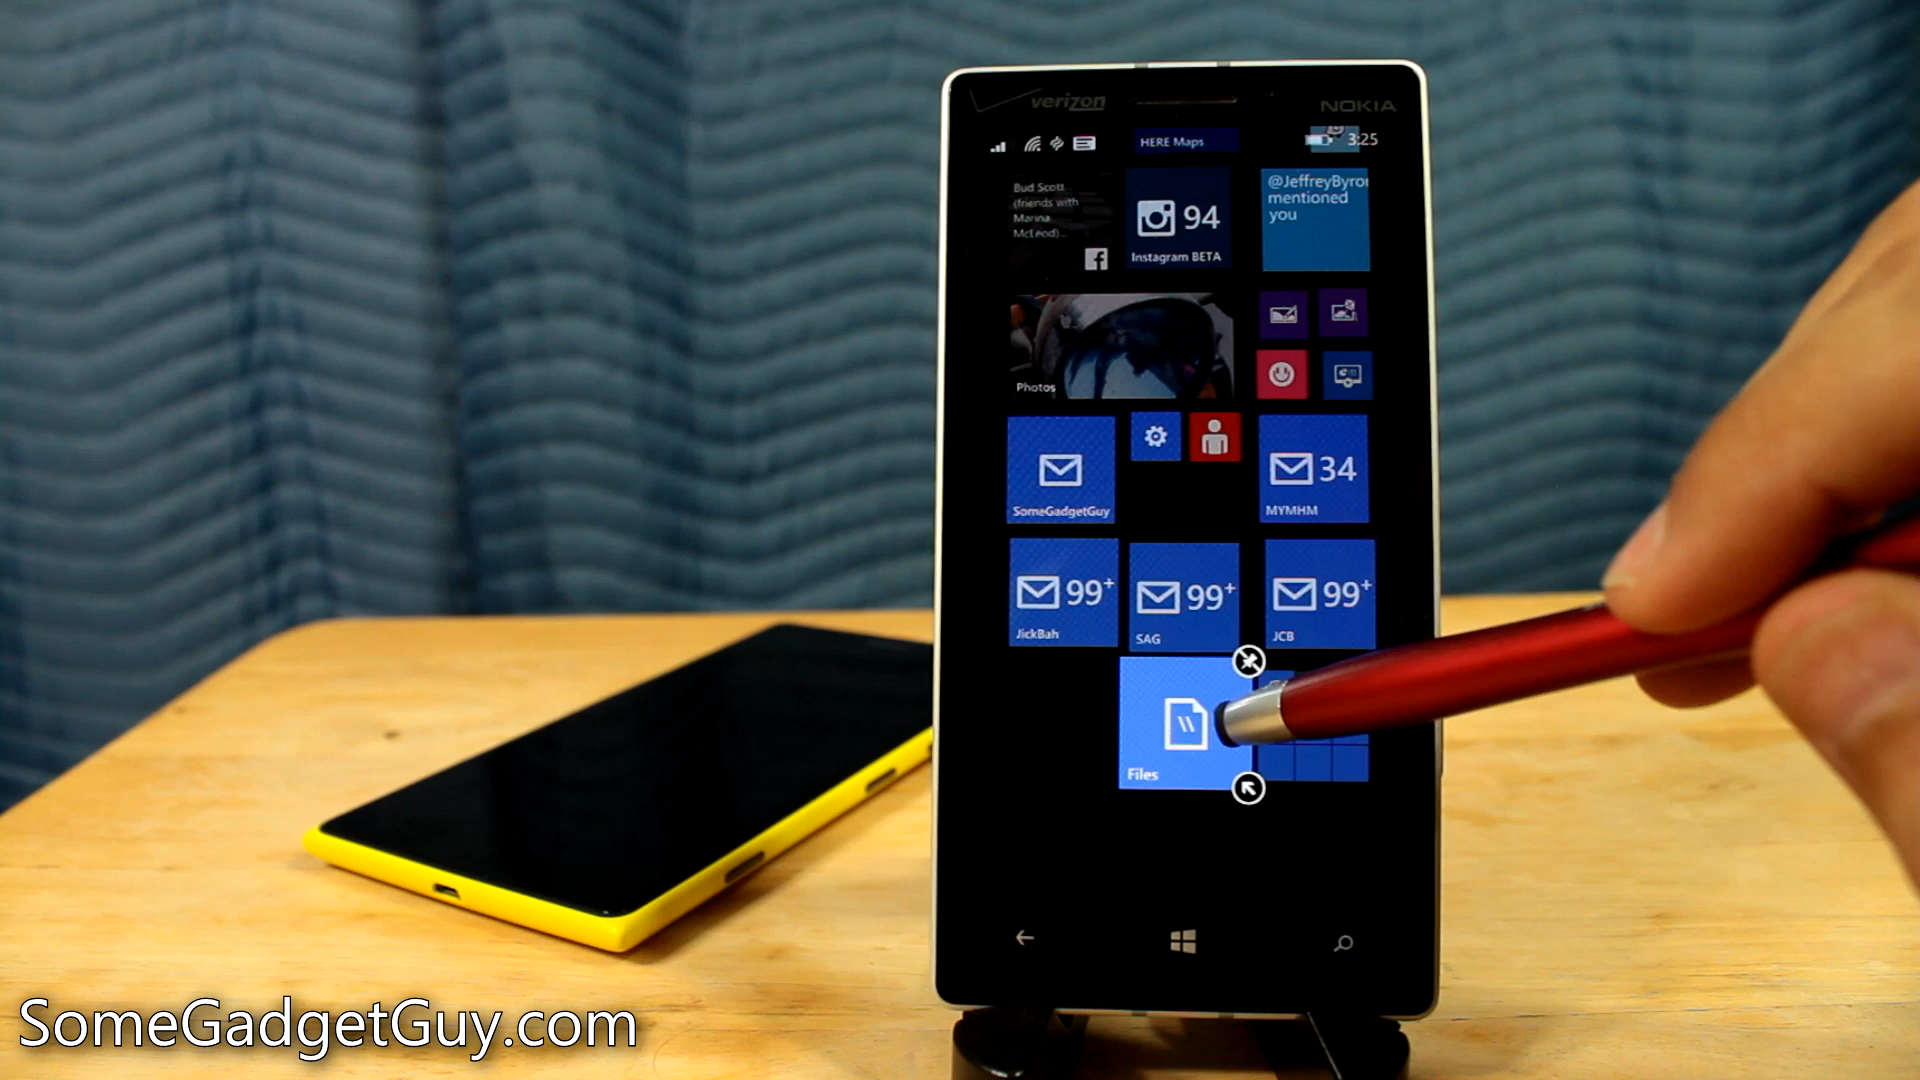 verizon
NOKIA
HERE Maps
3:25
Bud Scott
(friends with
Marina
McLeod)...
94
Instagram BETA
@JeffreyByro
mentioned
you
Photos
SomeGadgetGuy
34
MYMHM
99+
JickBah
99+
SAG
99+
JCB
Files
SomeGadgetGuy.com